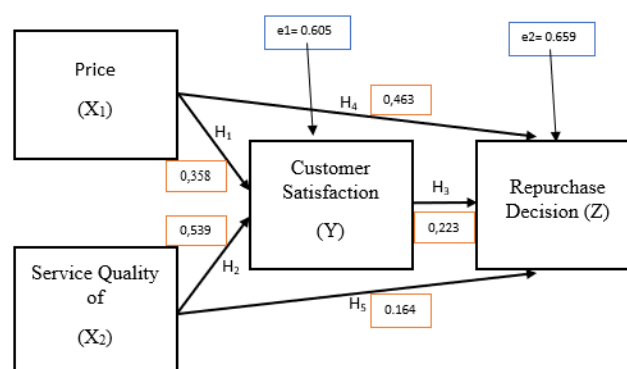 e1= 0.605
e2= 0.659
Price
(X₁)
H₄
0,463
H₁
0,358
Customer
Satisfaction
(Y)
H₃
0,223
Repurchase
Decision (Z)
0,539
H₂
Service Quality
of
(X₂)
H₅
0.164